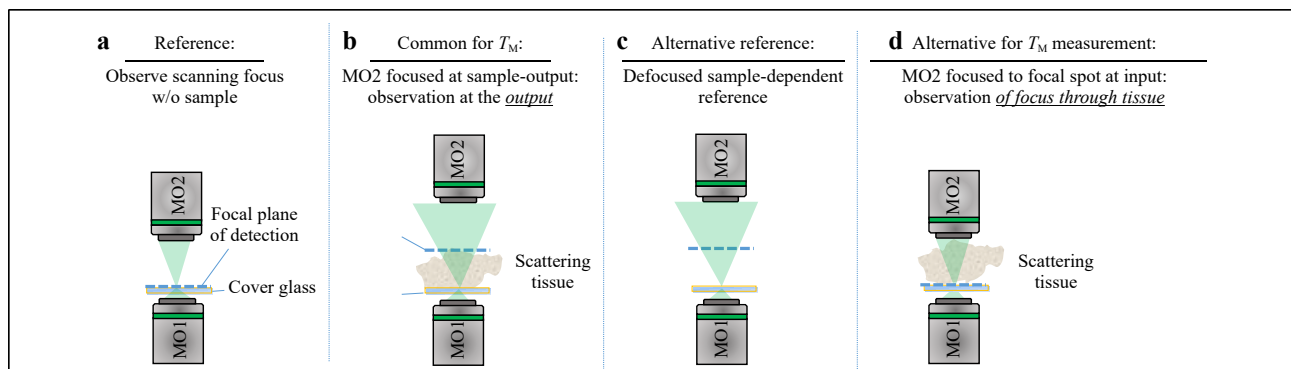 a Reference:
Observe scanning focus
w/o sample
MO2
Focal plane
of detection
Cover glass
MO1
b Common for TM:
MO2 focused at sample-output:
observation at the output
MO2
Scattering
tissue
MO1
c Alternative reference:
Defocused sample-dependent
reference
MO2
MO1
d Alternative for TM measurement:
MO2 focused to focal spot at input:
observation of focus through tissue
MO2
Scattering
tissue
MO1